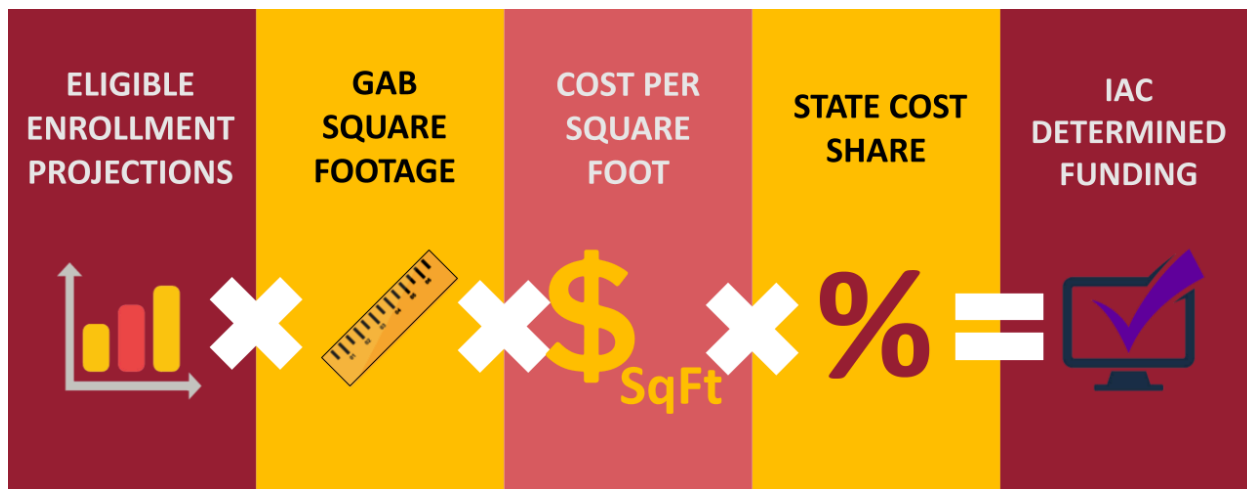 ELIGIBLE
ENROLLMENT
PROJECTIONS
GAB
SQUARE
FOOTAGE
COST PER
SQUARE
FOOT
STATE COST
SHARE
IAC
DETERMINED
FUNDING
$
SqFt
%
=